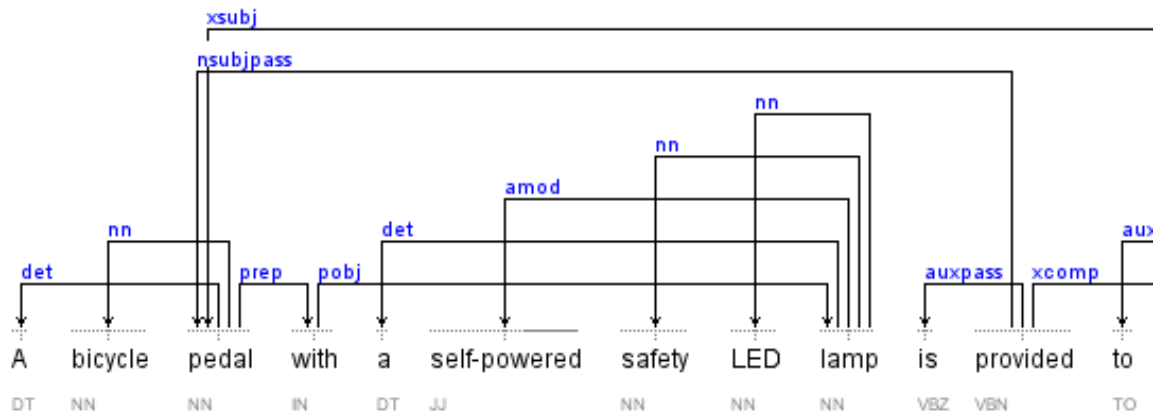 xsubj
nsubjpass
nn
nn
amod
nn det
det prep pobj auxpass xcomp aux
A bicycle pedal with a self-powered safety LED lamp is provided to
DT NN NN IN DT JJ NN NN NN VBZ VBN TO